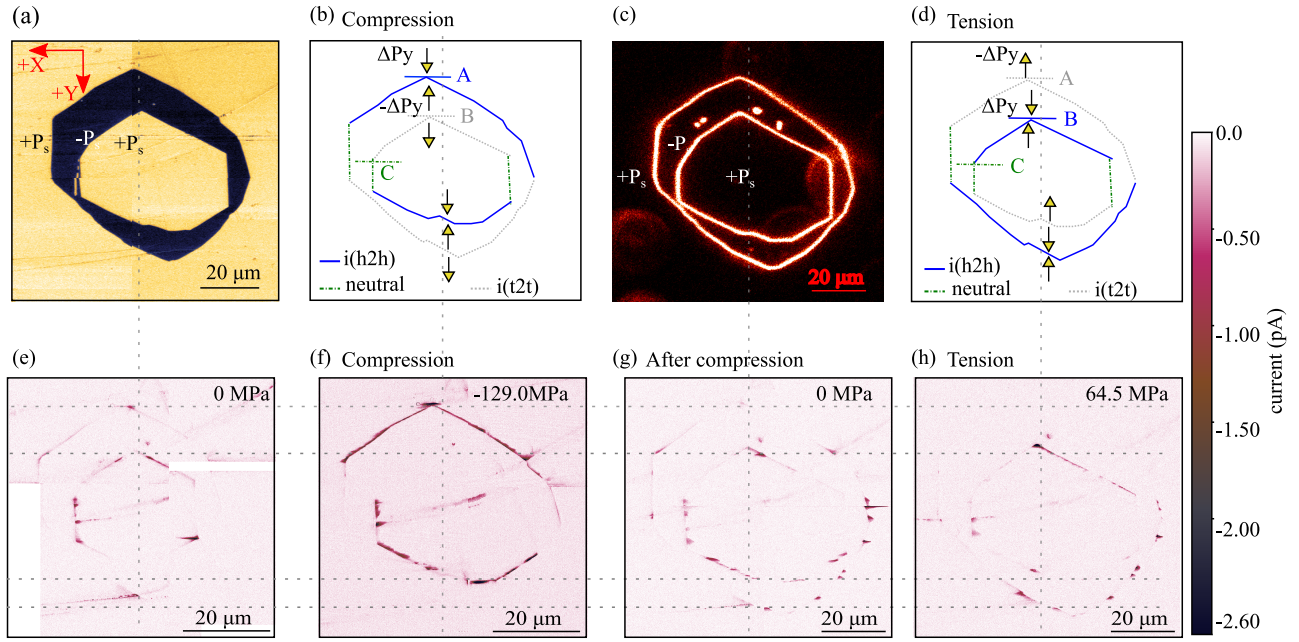 (a)
(b) Compression
(c)
(d) Tension
+X
+Y
+Ps
-P
+Ps
20 μm
ΔPy
A
-ΔPy
B
C
i(h2h)
neutral
i(t2t)
-P
+Ps
+Ps
20 μm
-ΔPy
A
ΔPy
B
C
i(h2h)
neutral
i(t2t)
(e)
(f) Compression
(g) After compression
(h) Tension
0 MPa
-129.0MPa
0 MPa
64.5 MPa
20 μm
20 μm
20 μm
20 μm
0.0
-0.50
-1.00
-1.50
-2.00
-2.60
current (pA)